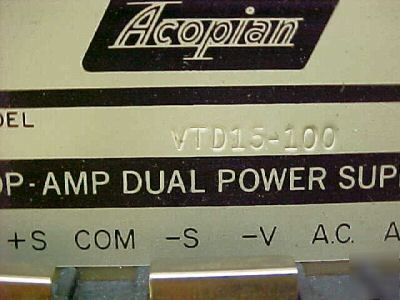 Acopian
DEL
VTD15-100
OP-AMP DUAL POWER SUP
+S COM -S -V A.C. A